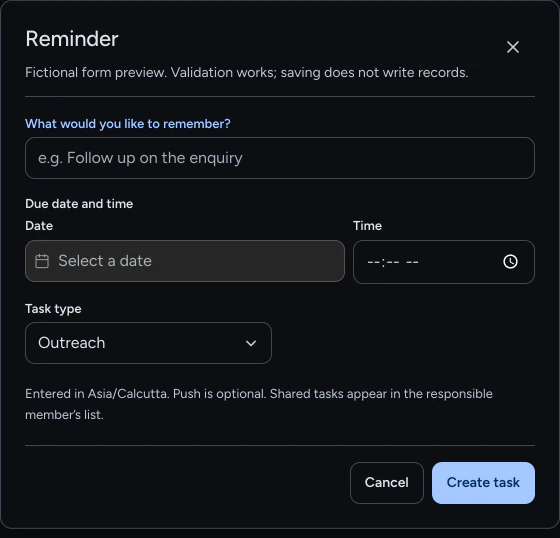 Reminder
Fictional form preview. Validation works; saving does not write records.
What would you like to remember?
e.g. Follow up on the enquiry
Due date and time
Date
Time
Select a date
--:-- --
Task type
Outreach
Entered in Asia/Calcutta. Push is optional. Shared tasks appear in the responsible
member's list.
Cancel
Create task